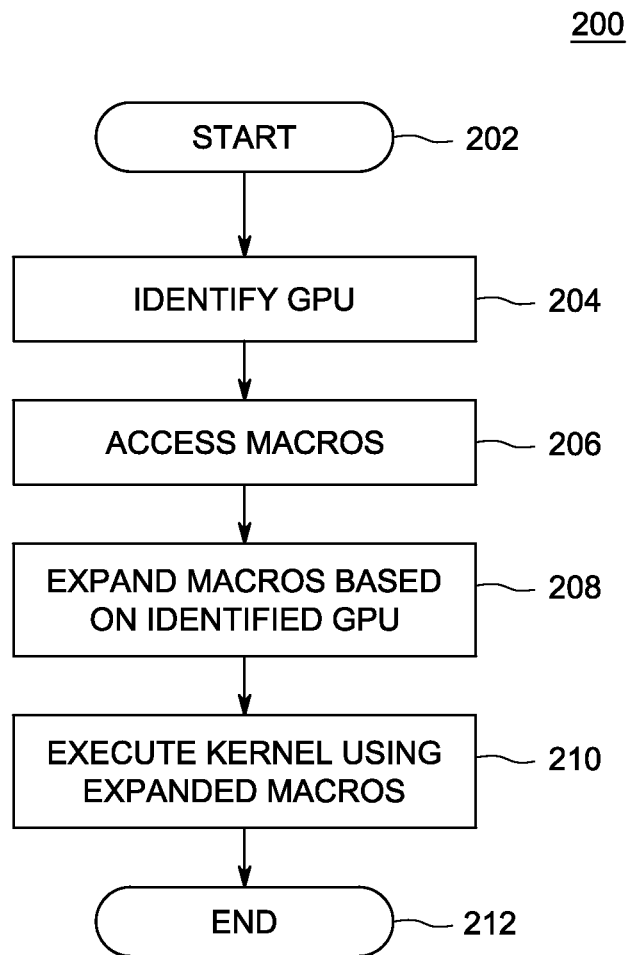 200
START
202
IDENTIFY GPU
204
ACCESS MACROS
206
EXPAND MACROS BASED
ON IDENTIFIED GPU
208
EXECUTE KERNEL USING
EXPANDED MACROS
210
END
212